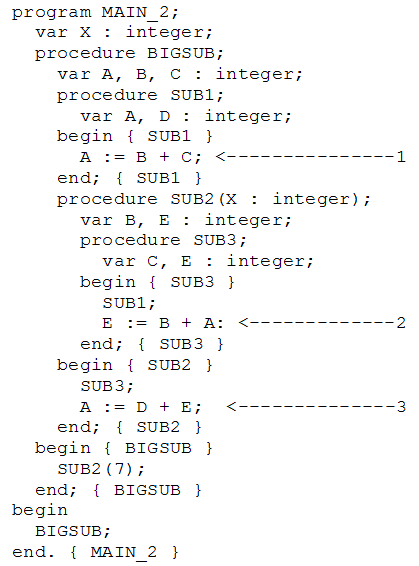 program MAIN_2;
  var X : integer;
  procedure BIGSUB;
    var A, B, C : integer;
    procedure SUB1;
      var A, D : integer;
    begin { SUB1 }
      A := B + C; <---------------1
    end; { SUB1 }
    procedure SUB2(X : integer);
      var B, E : integer;
      procedure SUB3;
        var C, E : integer;
      begin { SUB3 }
        SUB1;
        E := B + A: <-------------2
      end; { SUB3 }
    begin { SUB2 }
      SUB3;
      A := D + E;  <--------------3
    end; { SUB2 }
  begin { BIGSUB }
    SUB2(7);
  end; { BIGSUB }
begin
  BIGSUB;
end. { MAIN_2 }